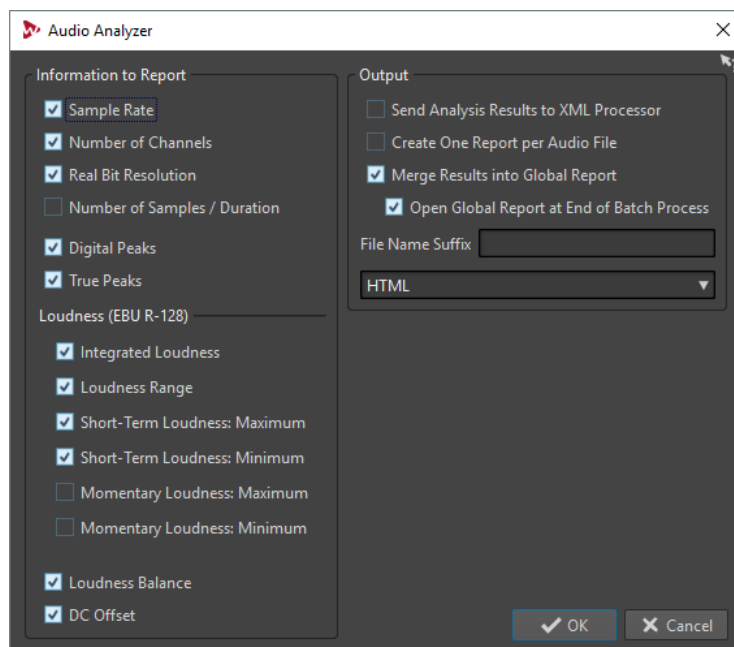 Audio Analyzer
Information to Report
Sample Rate
Number of Channels
Real Bit Resolution
Number of Samples / Duration
Digital Peaks
True Peaks
Loudness (EBU R-128)
Integrated Loudness
Loudness Range
Short-Term Loudness: Maximum
Short-Term Loudness: Minimum
Momentary Loudness: Maximum
Momentary Loudness: Minimum
Loudness Balance
DC Offset
Output
Send Analysis Results to XML Processor
Create One Report per Audio File
Merge Results into Global Report
Open Global Report at End of Batch Process
File Name Suffix
HTML
OK
Cancel